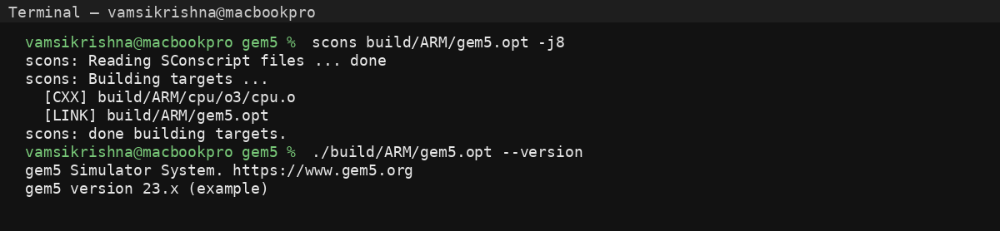 Terminal — vamsikrishna@macbookpro
vamsikrishna@macbookpro gem5 % scons build/ARM/gem5.opt -j8
scons: Reading SConscript files ... done
scons: Building targets ...
[CXX] build/ARM/cpu/o3/cpu.o
[LINK] build/ARM/gem5.opt
scons: done building targets.
vamsikrishna@macbookpro gem5 % ./build/ARM/gem5.opt --version
gem5 Simulator System. https://www.gem5.org
gem5 version 23.x (example)